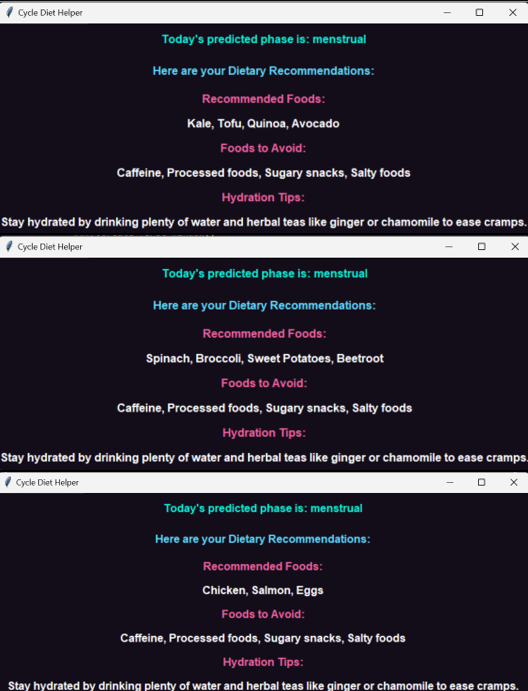 Cycle Diet Helper
Today's predicted phase is: menstrual
Here are your Dietary Recommendations:
Recommended Foods:
Kale, Tofu, Quinoa, Avocado
Foods to Avoid:
Caffeine, Processed foods, Sugary snacks, Salty foods
Hydration Tips:
Stay hydrated by drinking plenty of water and herbal teas like ginger or chamomile to ease cramps.
Cycle Diet Helper
Today's predicted phase is: menstrual
Here are your Dietary Recommendations:
Recommended Foods:
Spinach, Broccoli, Sweet Potatoes, Beetroot
Foods to Avoid:
Caffeine, Processed foods, Sugary snacks, Salty foods
Hydration Tips:
Stay hydrated by drinking plenty of water and herbal teas like ginger or chamomile to ease cramps.
Cycle Diet Helper
Today's predicted phase is: menstrual
Here are your Dietary Recommendations:
Recommended Foods:
Chicken, Salmon, Eggs
Foods to Avoid:
Caffeine, Processed foods, Sugary snacks, Salty foods
Hydration Tips:
Stay hydrated by drinking plenty of water and herbal teas like ginger or chamomile to ease cramps.